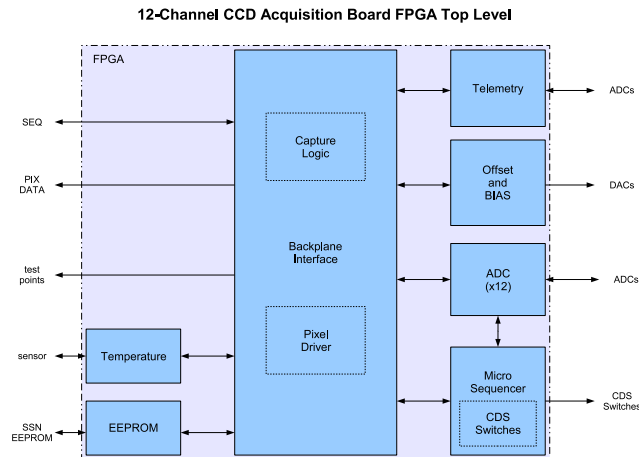 12-Channel CCD Acquisition Board FPGA Top Level
FPGA
SEQ
PIX
DATA
test
points
sensor
SSN
EEPROM
Temperature
EEPROM
Capture
Logic
Backplane
Interface
Pixel
Driver
Telemetry
Offset
and
BIAS
ADC
(x12)
Micro
Sequencer
CDS
Switches
ADCs
DACs
ADCs
CDS
Switches